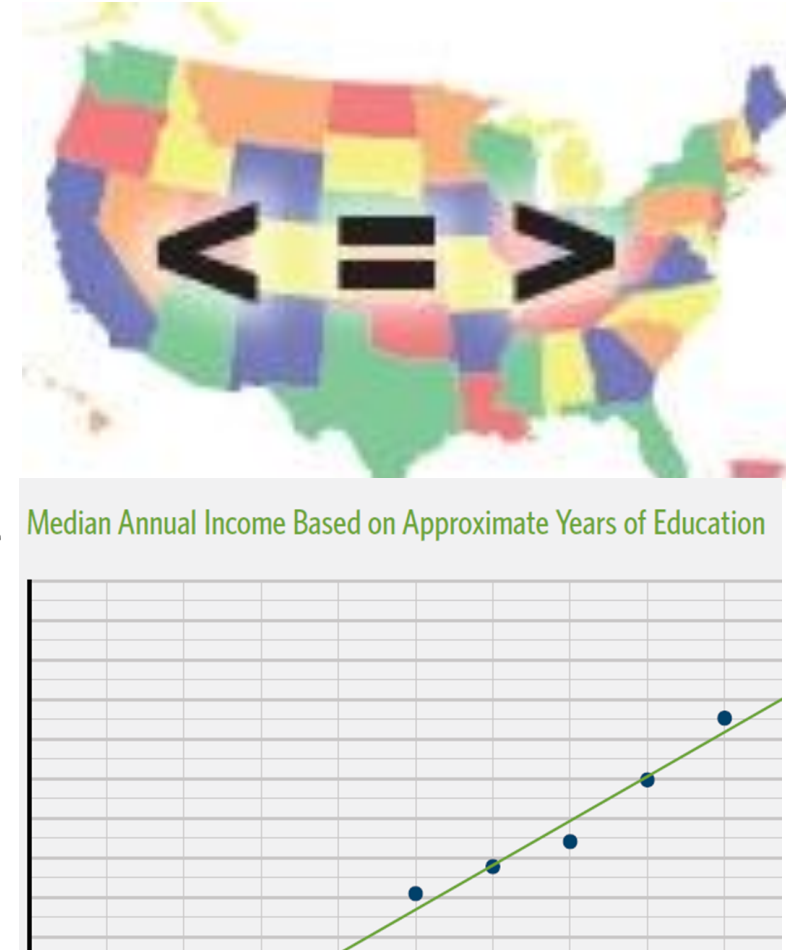 < = >
Median Annual Income Based on Approximate Years of Education